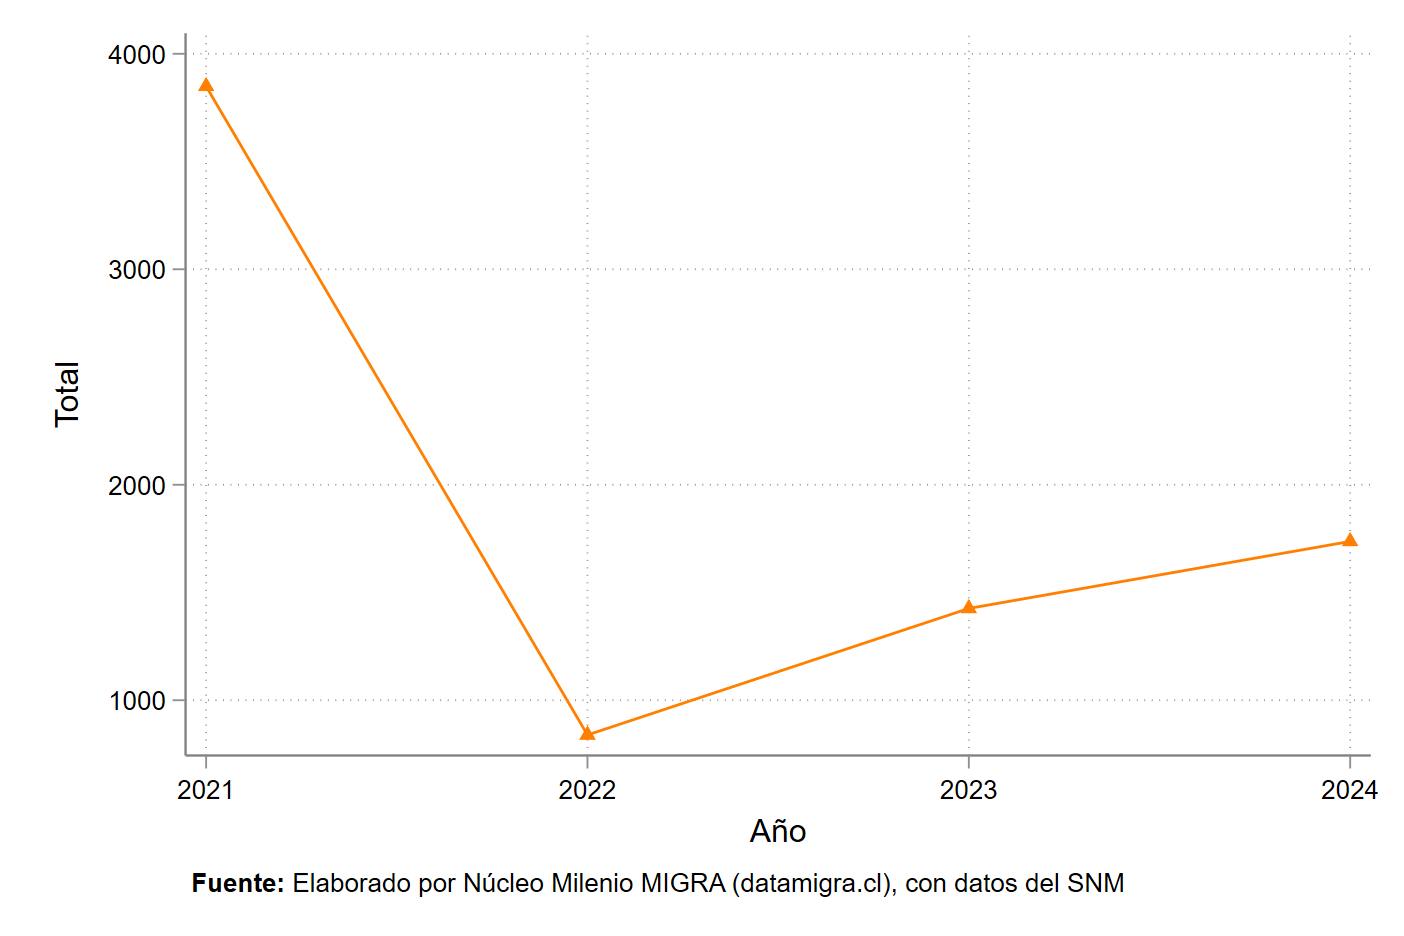 4000
3000
2000
1000
Total
2021 2022 2023 2024
Año
Fuente: Elaborado por Núcleo Milenio MIGRA (datamigra.cl), con datos del SNM